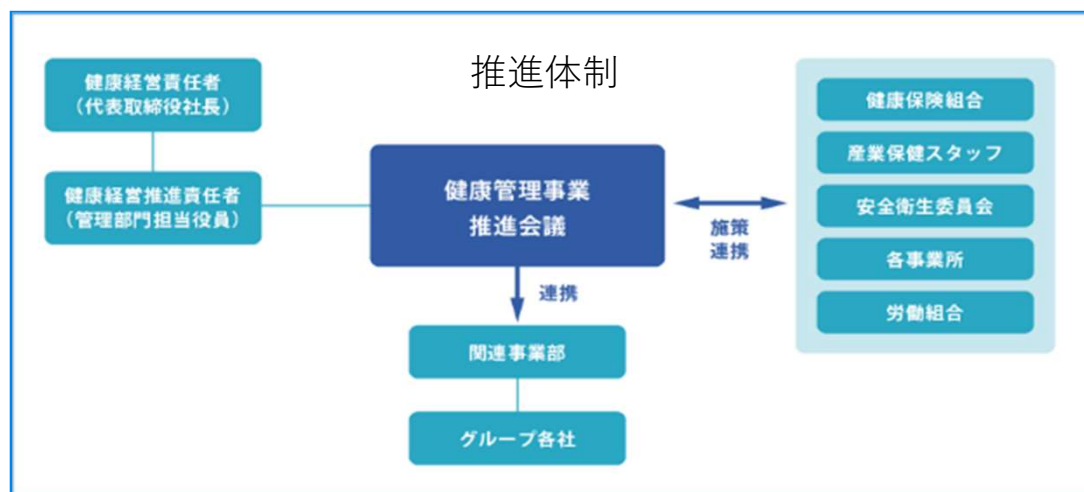 推進体制
健康経営責任者
（代表取締役社長）
健康経営推進責任者
（管理部門担当役員）
健康管理事業
推進会議
施策
連携
連携
関連事業部
グループ各社
健康保険組合
産業保健スタッフ
安全衛生委員会
各事業所
労働組合